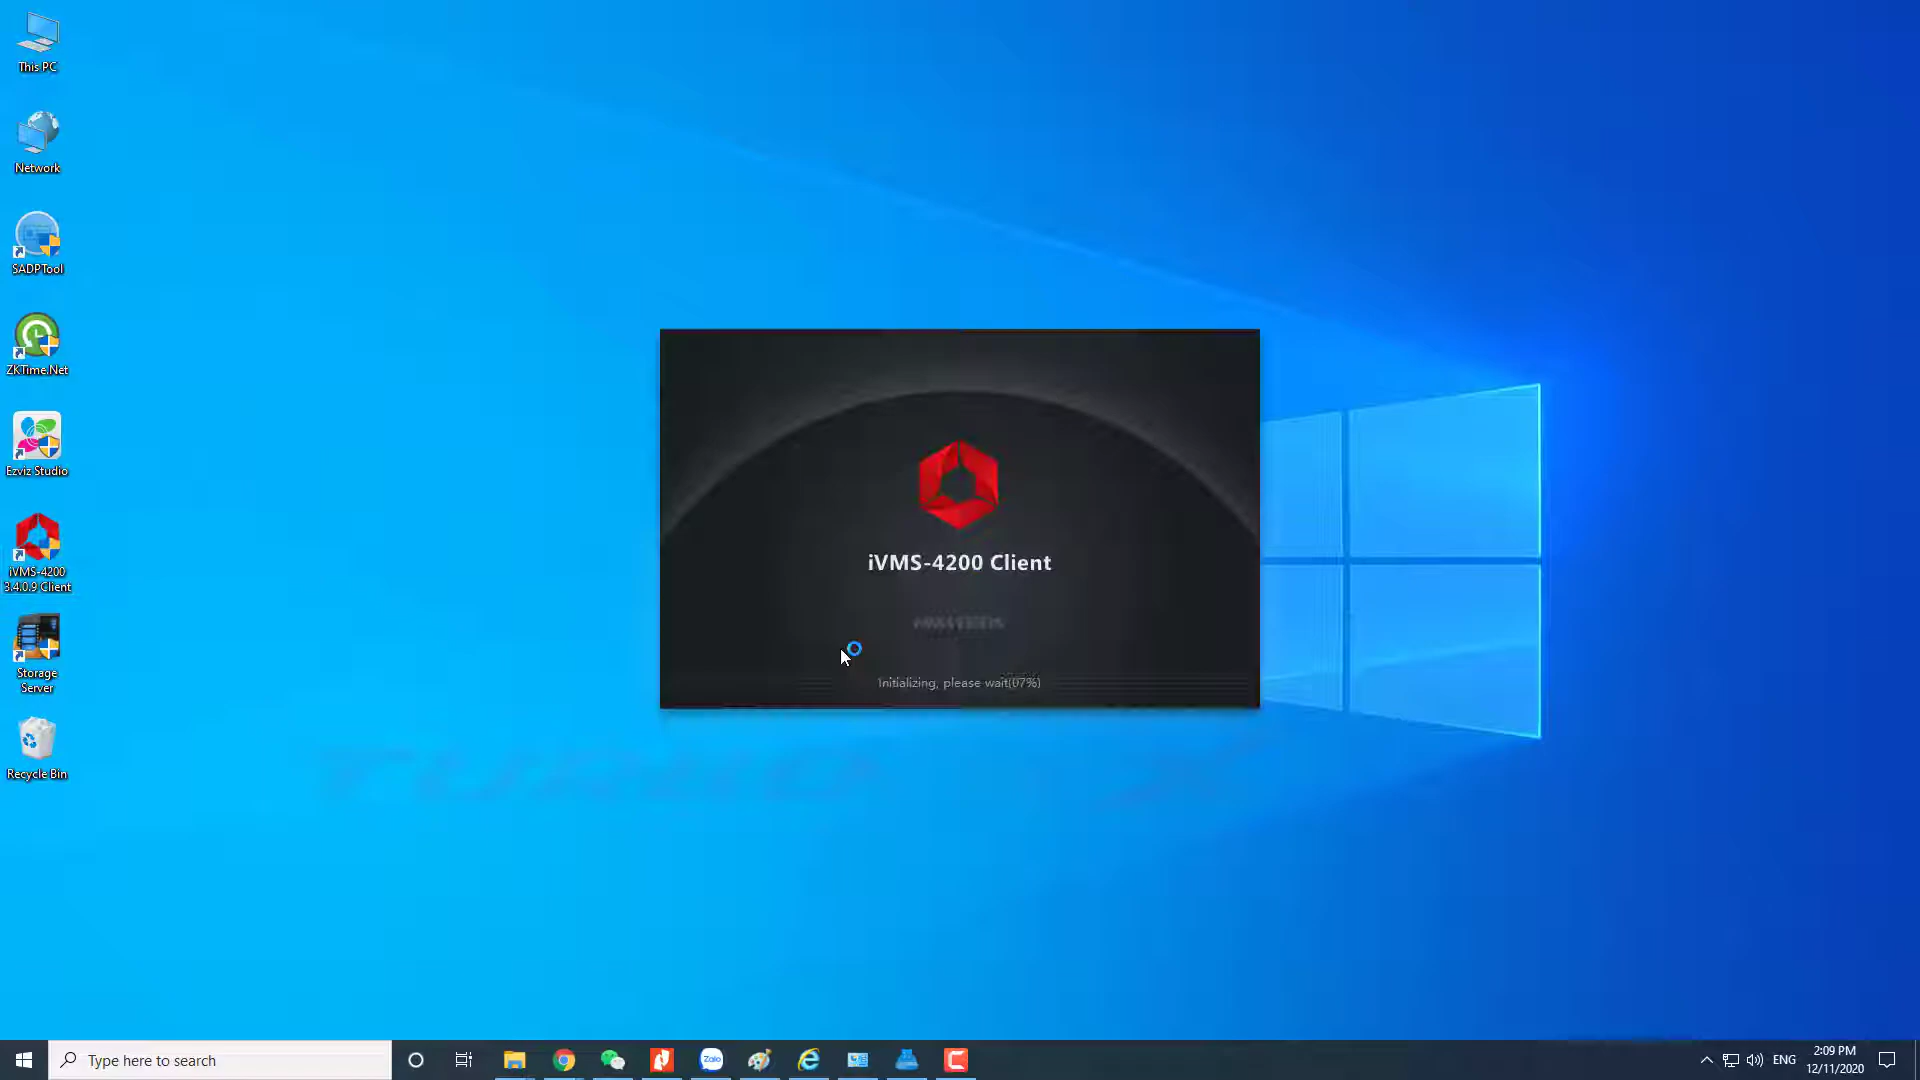 This PC
Network
SADPTool
ZKTime.Net
Ezviz Studio
iVMS-4200
3.4.0.9 Client
Storage
Server
Recycle Bin
iVMS-4200 Client
Initializing, please wait(07%)
Type here to search
Zalo
ENG
2:09 PM
12/11/2020